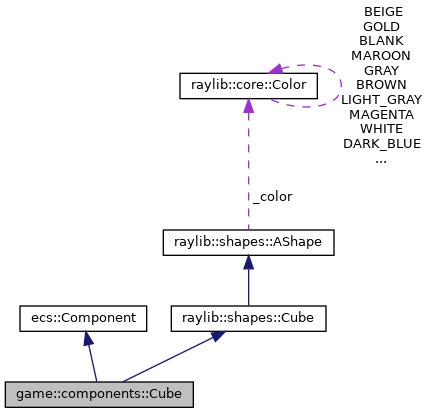 BEIGE
GOLD
BLANK
MAROON
GRAY
BROWN
LIGHT_GRAY
MAGENTA
WHITE
DARK_BLUE
...
raylib::core::Color
_color
raylib::shapes::AShape
ecs::Component
raylib::shapes::Cube
game::components::Cube